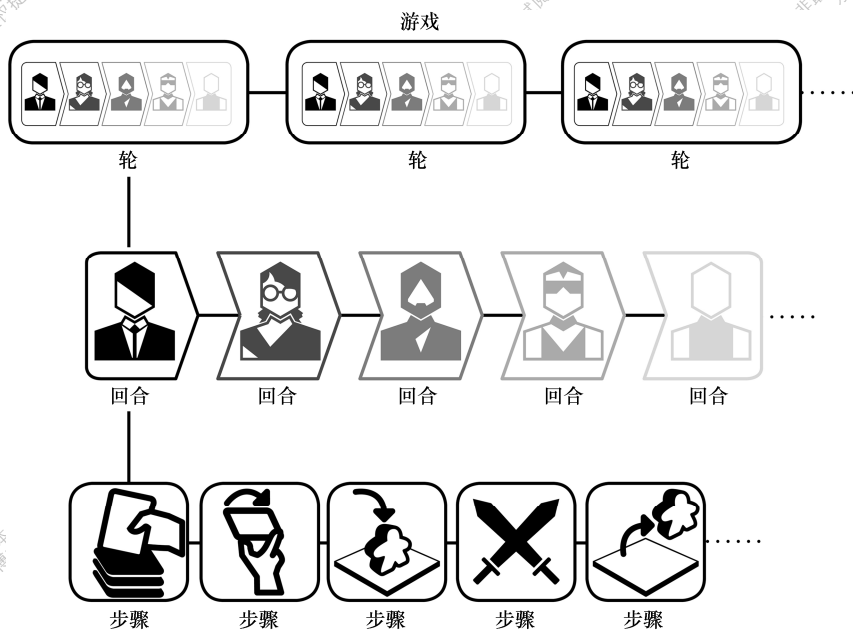 游戏
轮 轮 轮
回合 回合 回合 回合 回合
步骤 步骤 步骤 步骤 步骤